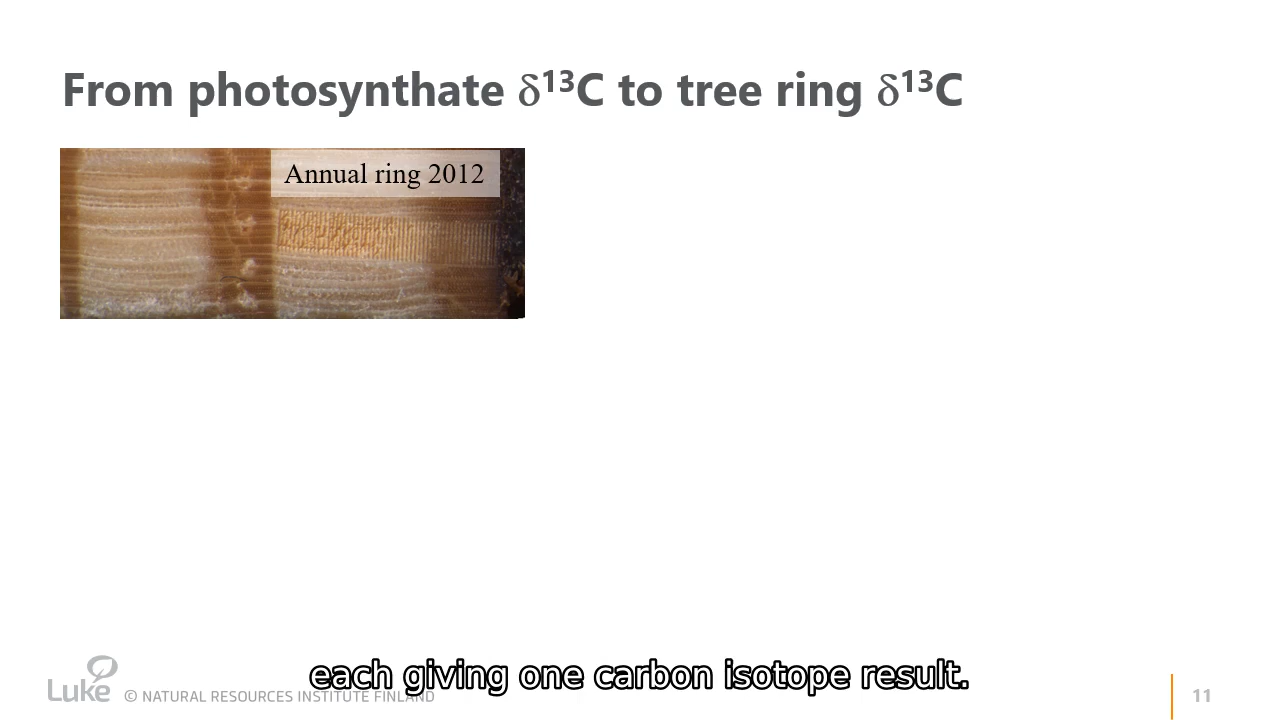 From photosynthate δ¹³C to tree ring δ¹³C
Annual ring 2012
each giving one carbon isotope result.
Luke © NATURAL RESOURCES INSTITUTE FINLAND
11